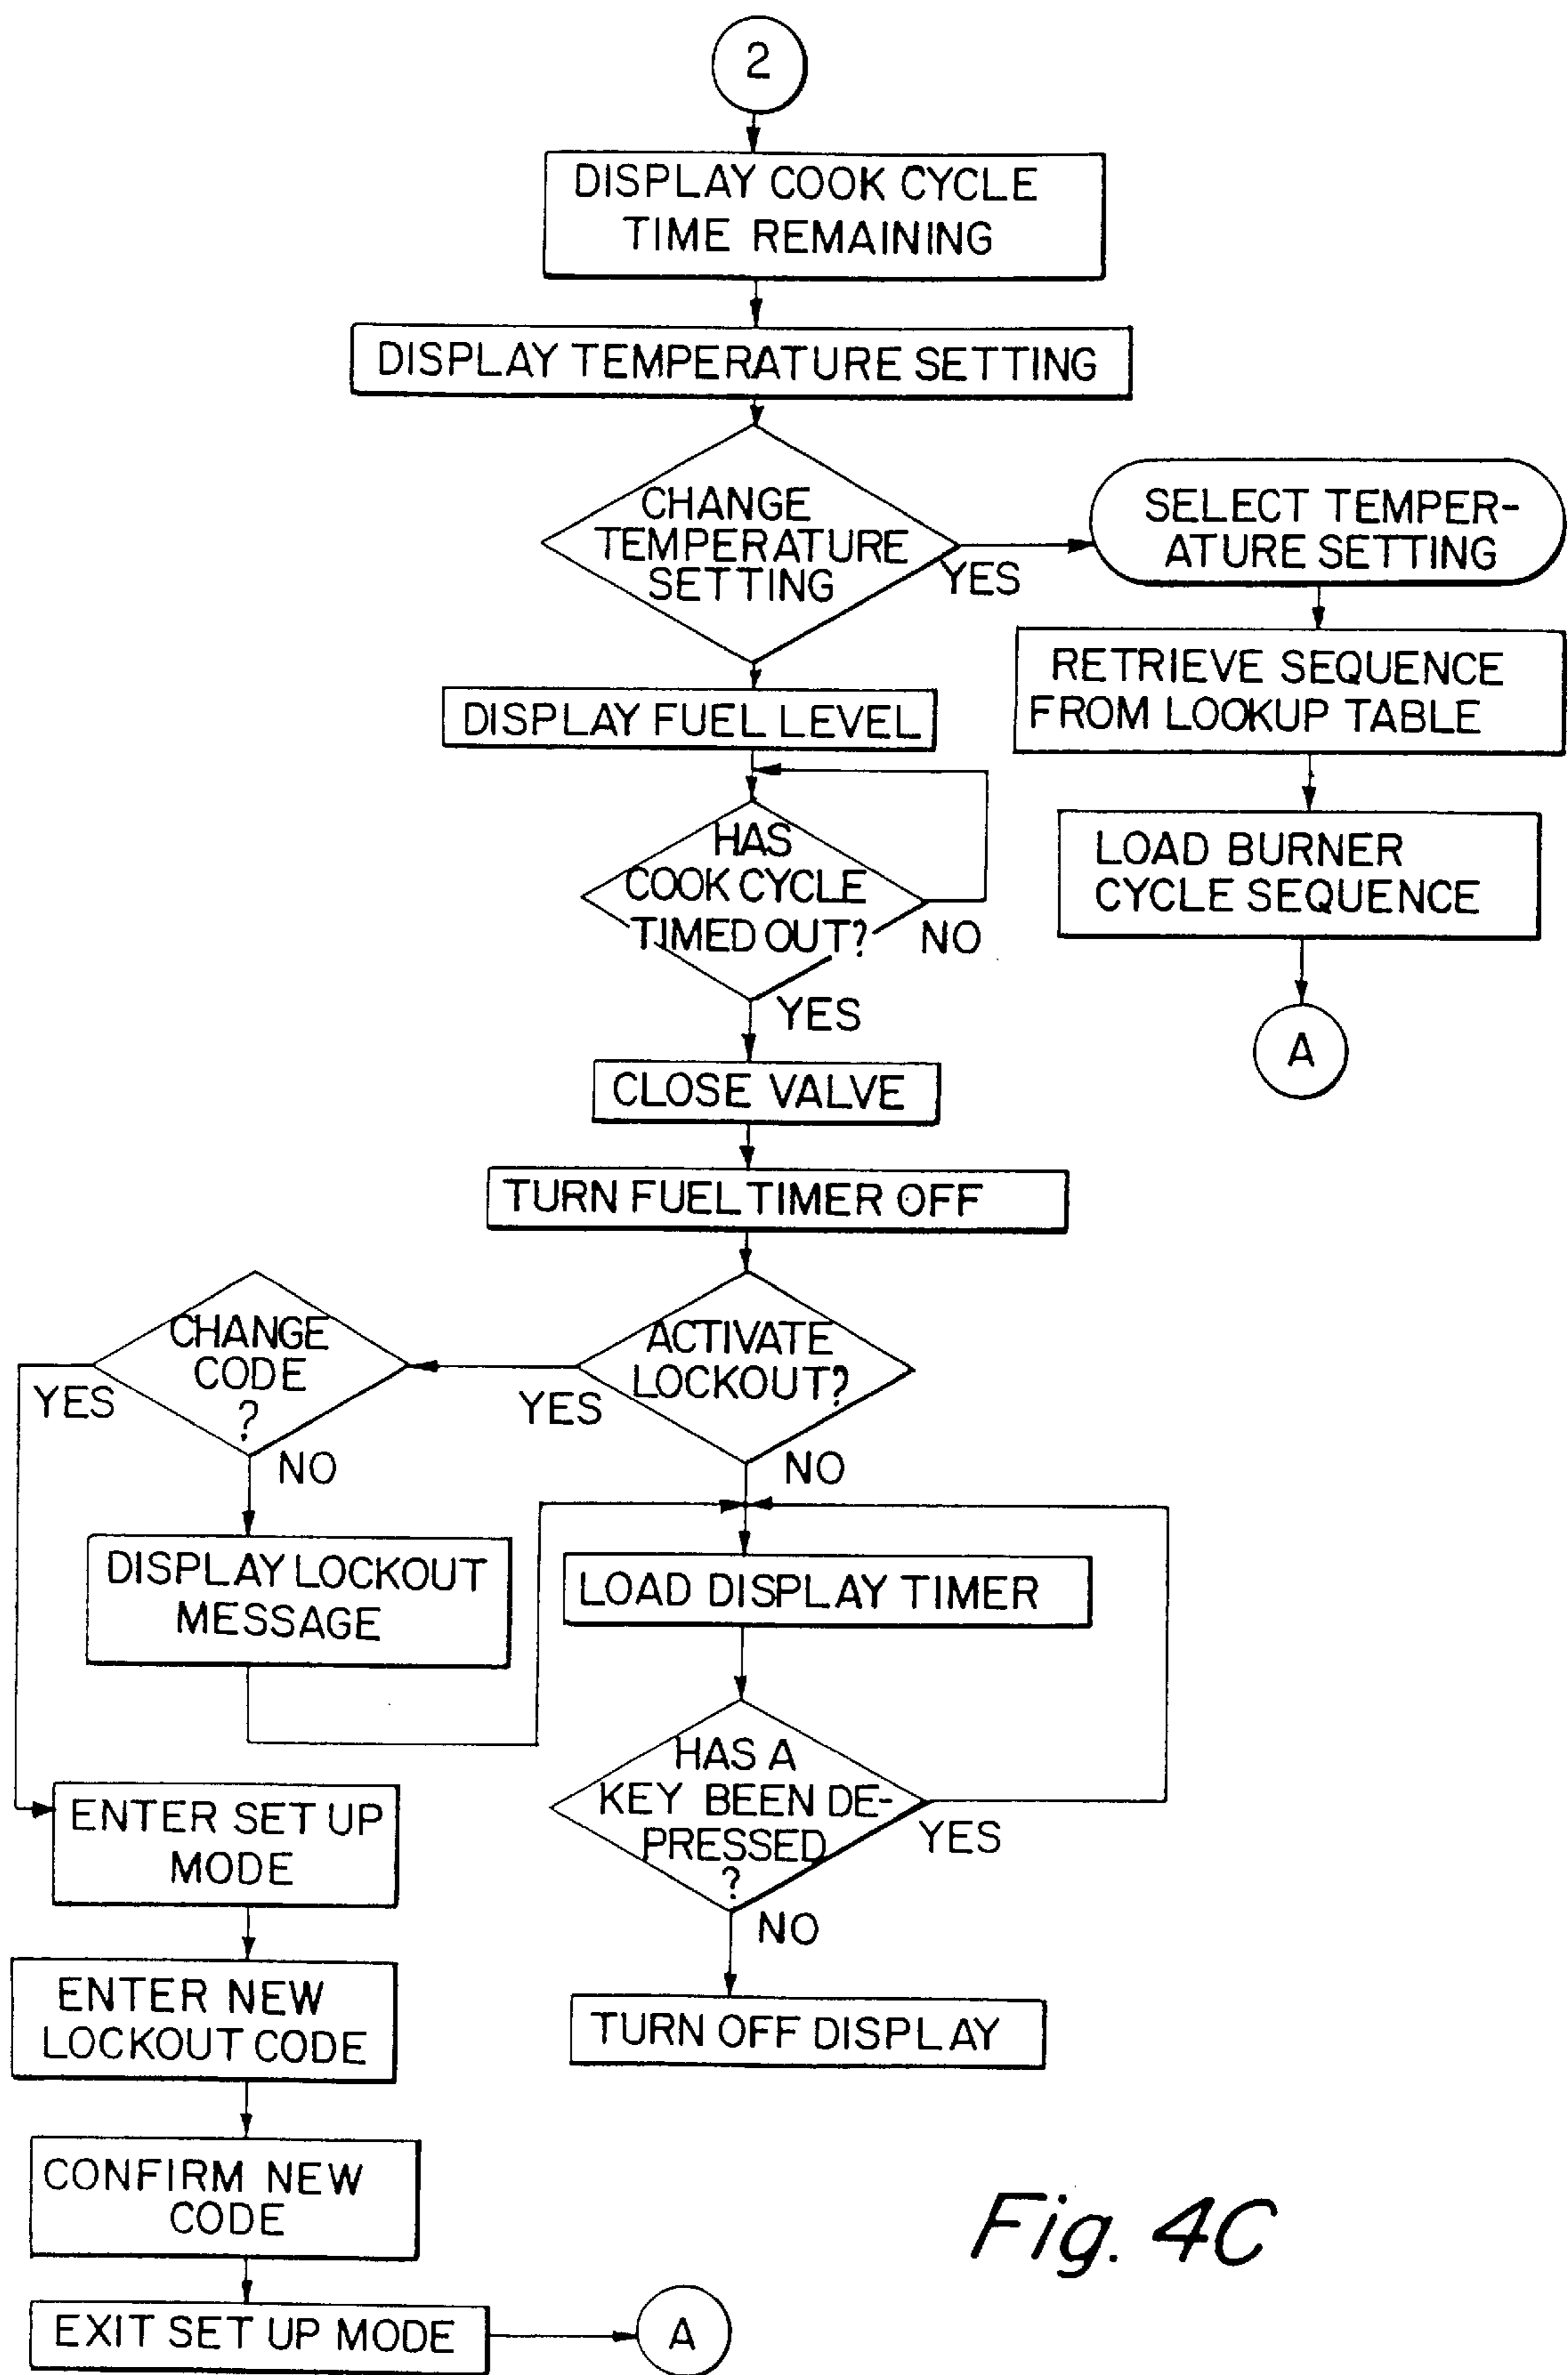 2
DISPLAY COOK CYCLE
TIME REMAINING
DISPLAY TEMPERATURE SETTING
CHANGE
TEMPERATURE
SETTING
YES
SELECT TEMPER-
ATURE SETTING
RETRIEVE SEQUENCE
FROM LOOKUP TABLE
LOAD BURNER
CYCLE SEQUENCE
A
DISPLAY FUEL LEVEL
HAS
COOK CYCLE
TIMED OUT?
NO
YES
CLOSE VALVE
TURN FUEL TIMER OFF
ACTIVATE
LOCKOUT?
YES
NO
CHANGE
CODE
?
YES
NO
DISPLAY LOCKOUT
MESSAGE
LOAD DISPLAY TIMER
HAS A
KEY BEEN DE-
PRESSED
?
YES
NO
TURN OFF DISPLAY
ENTER SET UP
MODE
ENTER NEW
LOCKOUT CODE
CONFIRM NEW
CODE
EXIT SET UP MODE
A
Fig. 4C